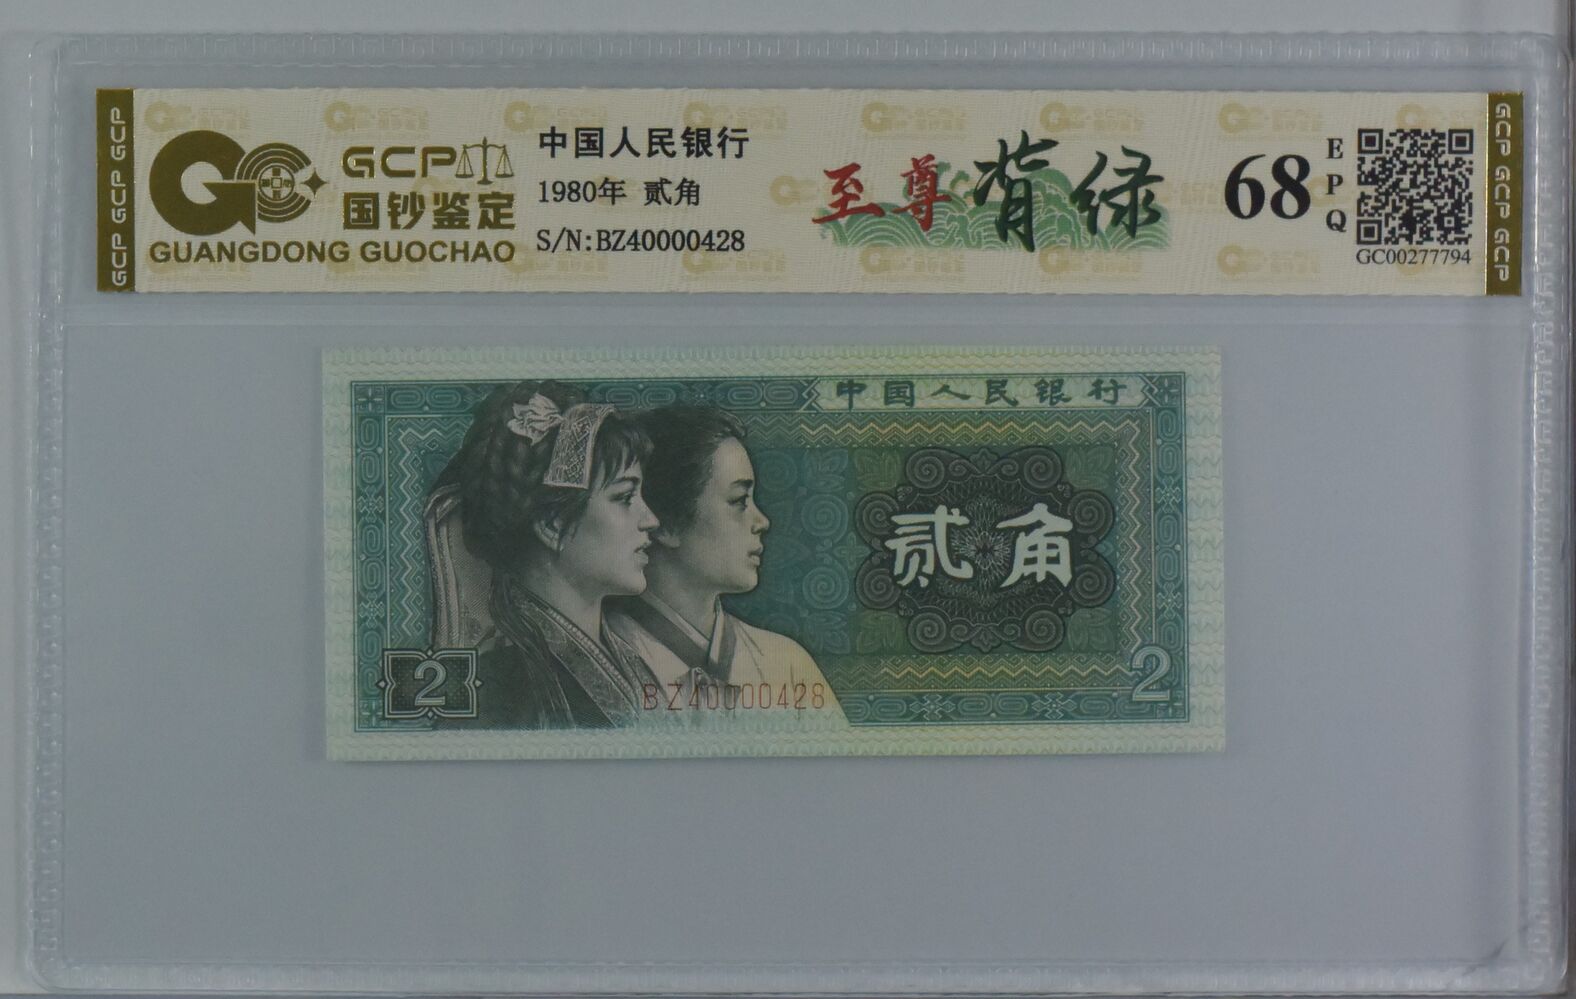 GCP GCP GCP
GCP
国钞鉴定
GUANGDONG GUOCHAO
中国人民银行
1980年 贰角
S/N:BZ40000428
至尊背绿
68
EPQ
GC00277794
GCP GCP GCP
中国人民银行
贰角
2
2
BZ40000428